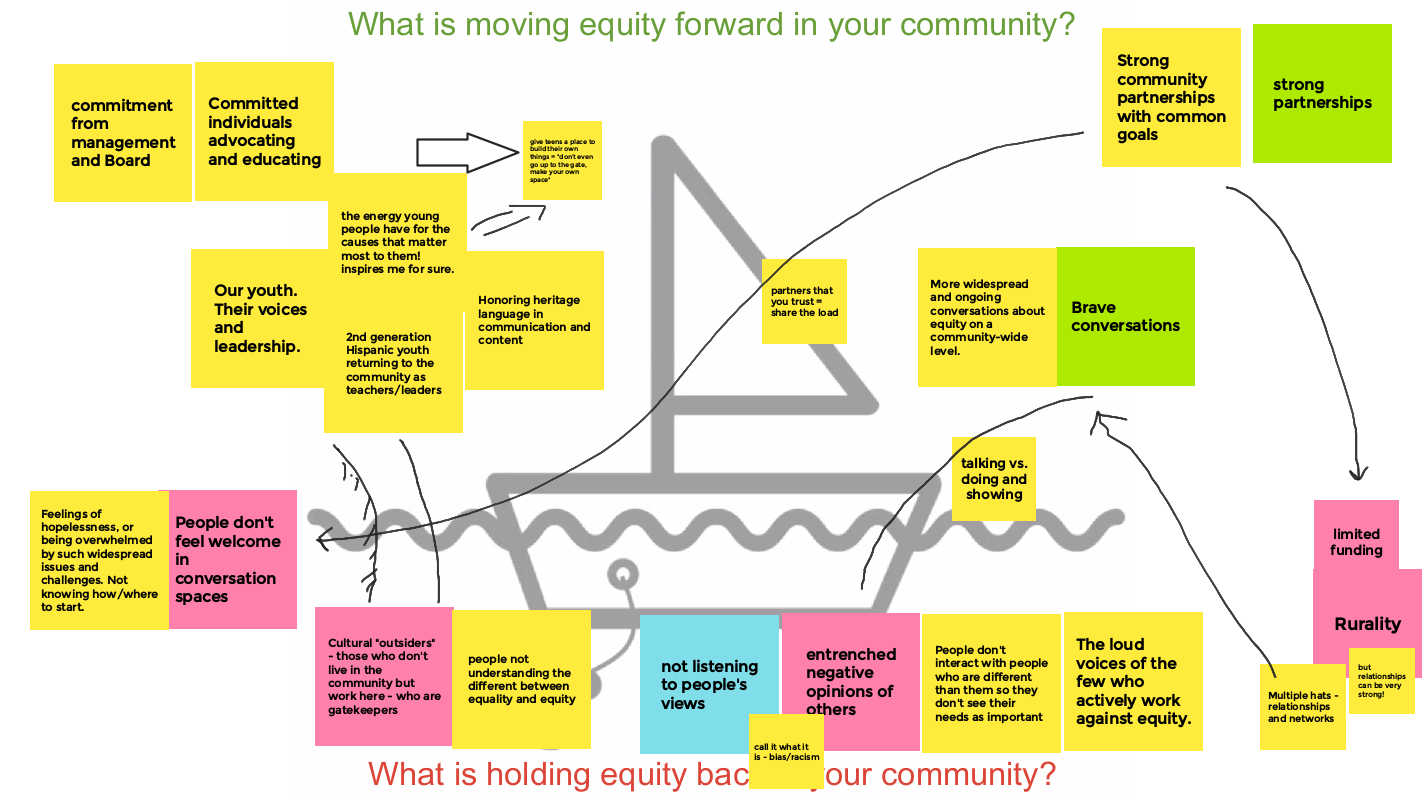 What is moving equity forward in your community?
commitment
from
management
and Board
Committed
individuals
advocating
and educating
give teens a place to
build their own
things = "don't even
go up to the gate,
make your own
space"
Strong
community
partnerships
with common
goals
strong
partnerships
the energy young
people have for the
causes that matter
most to them!
inspires me for sure.
Our youth.
Their voices
and
leadership.
2nd generation
Hispanic youth
returning to the
community as
teachers/leaders
Honoring heritage
language in
communication and
content
partners that
you trust =
share the load
More widespread
and ongoing
conversations about
equity on a
community-wide
level.
Brave
conversations
talking vs.
doing and
showing
Feelings of
hopelessness, or
being overwhelmed
by such widespread
issues and
challenges. Not
knowing how/where
to start.
People don't
feel welcome
in
conversation
spaces
limited
funding
Rurality
but
relationships
can be very
strong!
Multiple hats -
relationships
and networks
Cultural "outsiders"
- those who don't
live in the
community but
work here - who are
gatekeepers
people not
understanding the
different between
equality and equity
not listening
to people's
views
entrenched
negative
opinions of
others
call it what it
is - bias/racism
People don't
interact with people
who are different
than them so they
don't see their
needs as important
The loud
voices of the
few who
actively work
against equity.
What is holding equity bac your community?